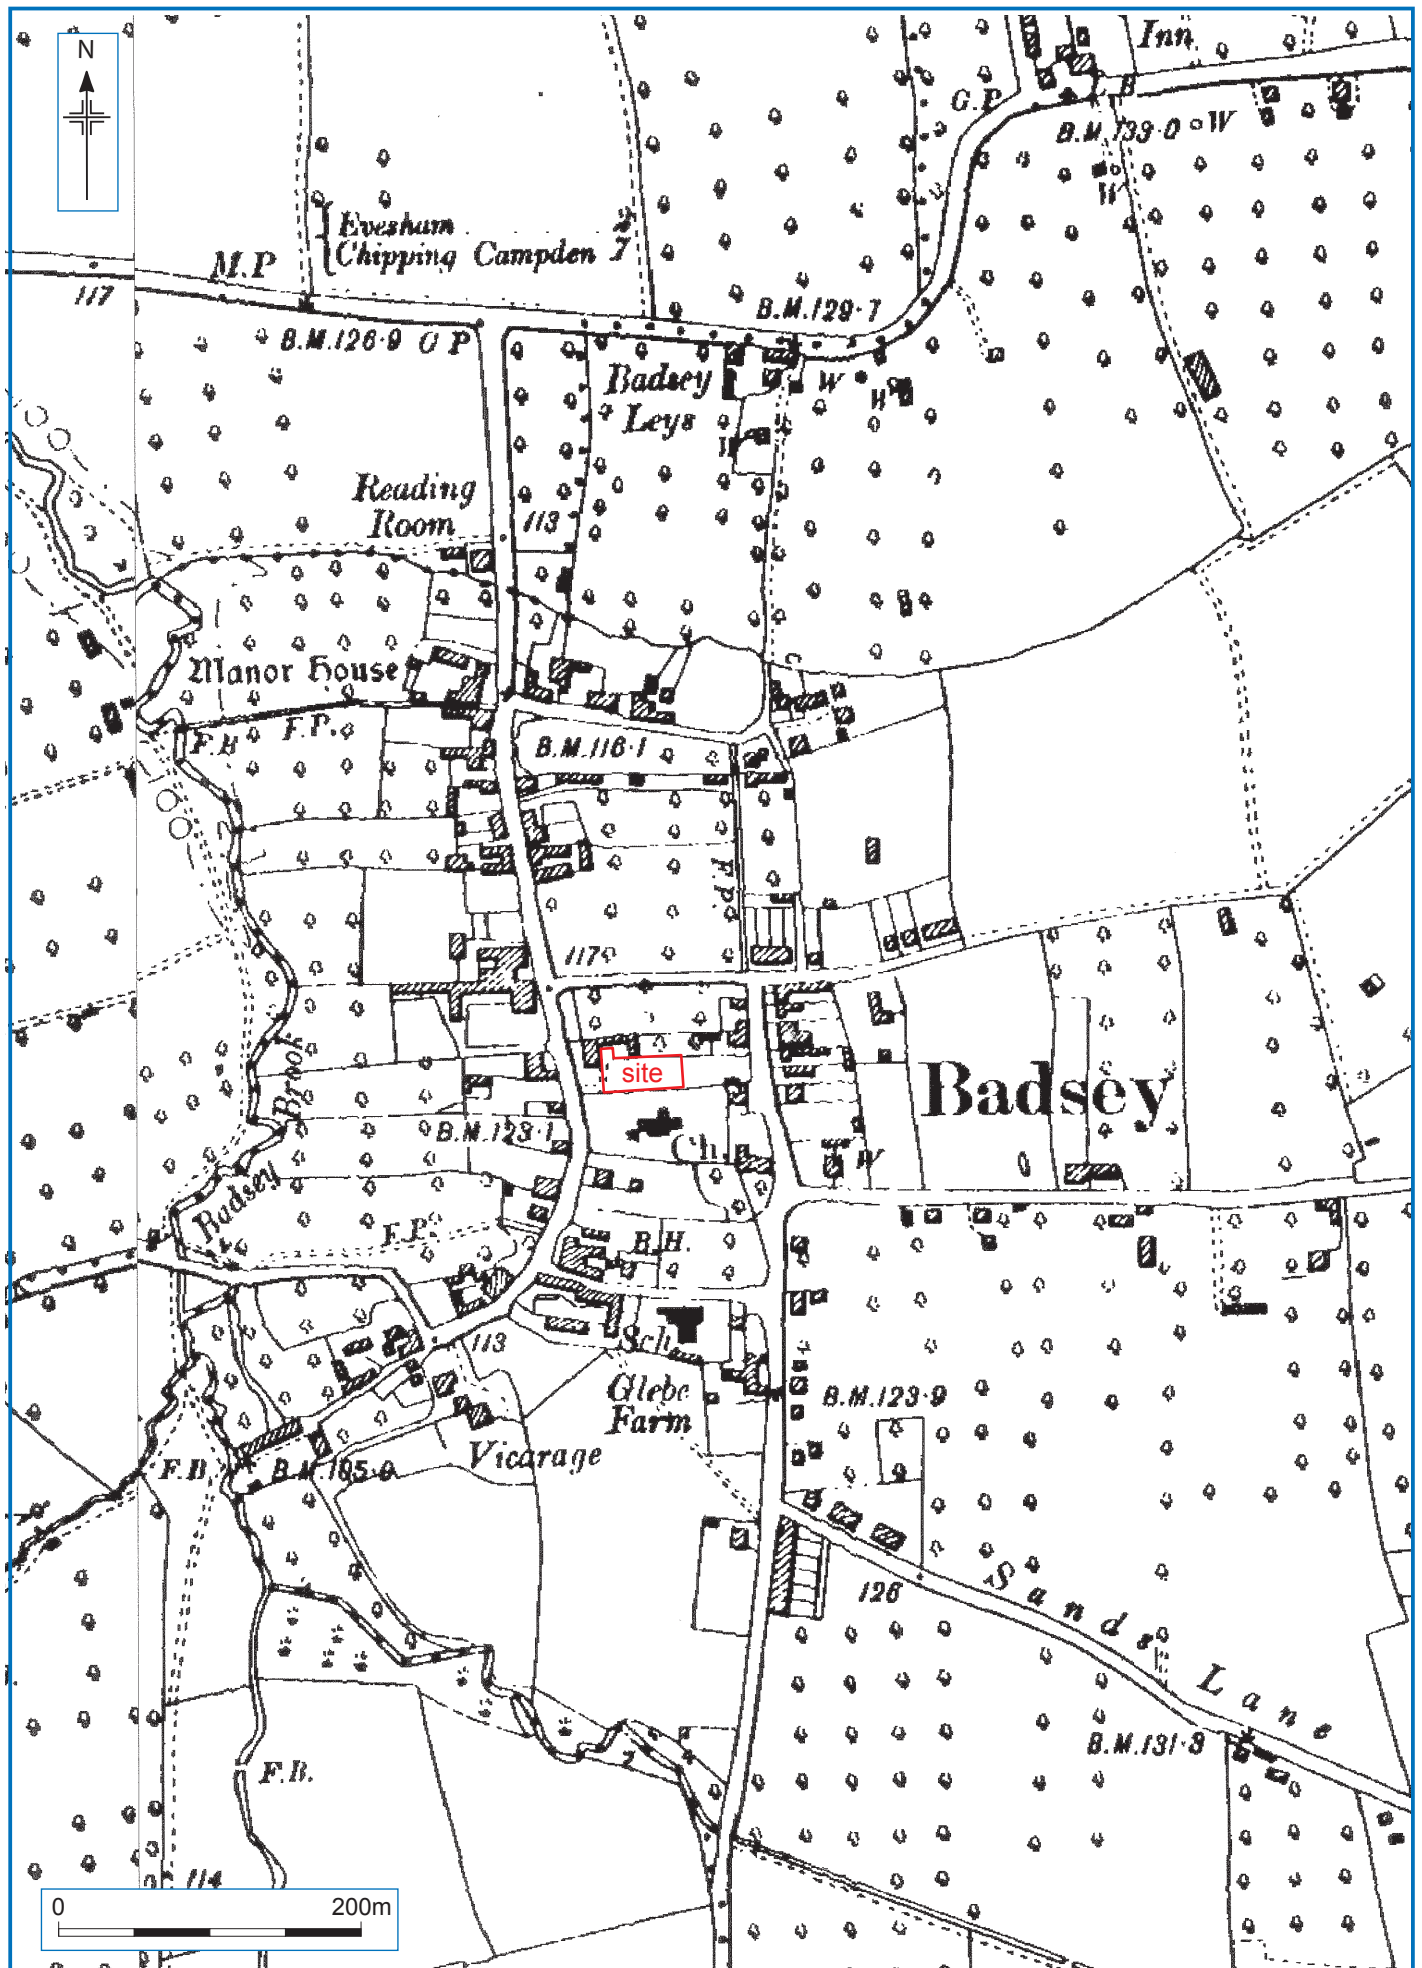 N
Inn
G.P
B
B.M.133·0
W
W
Evesham 2
Chipping Campden 7
M.P
117
B.M.129·7
B.M.126·9
G P
Badsey
Leys
W
W
W
Reading
Room
113
Manor House
F.B
F.P.
B.M.116·1
F.P.
117
site
Badsey
Badsey Brook
B.M.123·1
Ch.
W
F.P.
B.H.
113
Sch.
Glebe
Farm
B.M.123·9
Vicarage
F.B.
B.M.105·0
126
Sands Lane
B.M.131·3
F.B.
114
0 200m